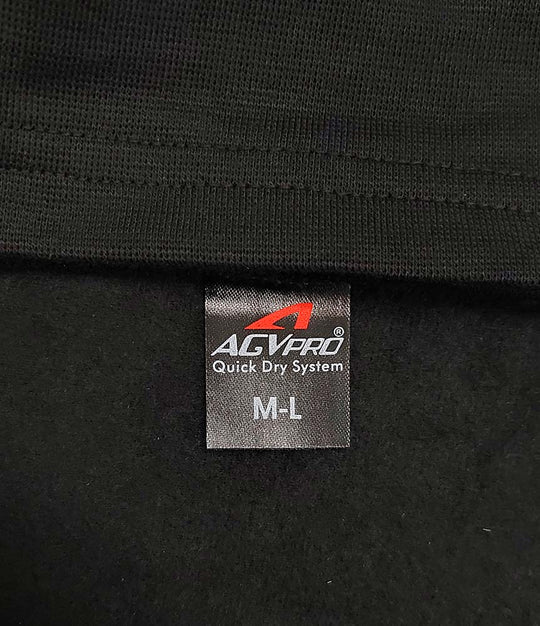 AGVPRO®
Quick Dry System
M-L